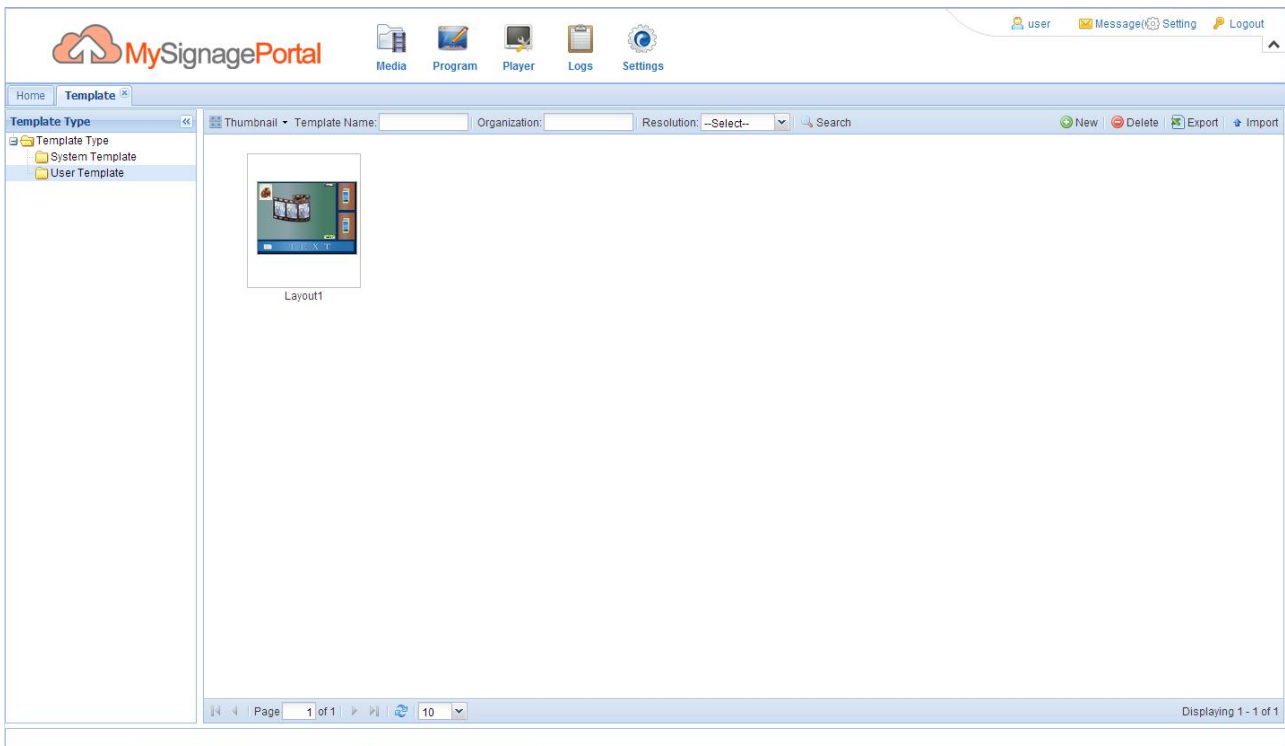 MySignagePortal
Media Program Player Logs Settings
user Message( Setting Logout
Home Template
Template Type
Thumbnail Template Name: Organization: Resolution: --Select-- Search New Delete Export Import
Template Type
System Template
User Template
TEXT
Layout1
Page 1 of 1 10 Displaying 1 - 1 of 1